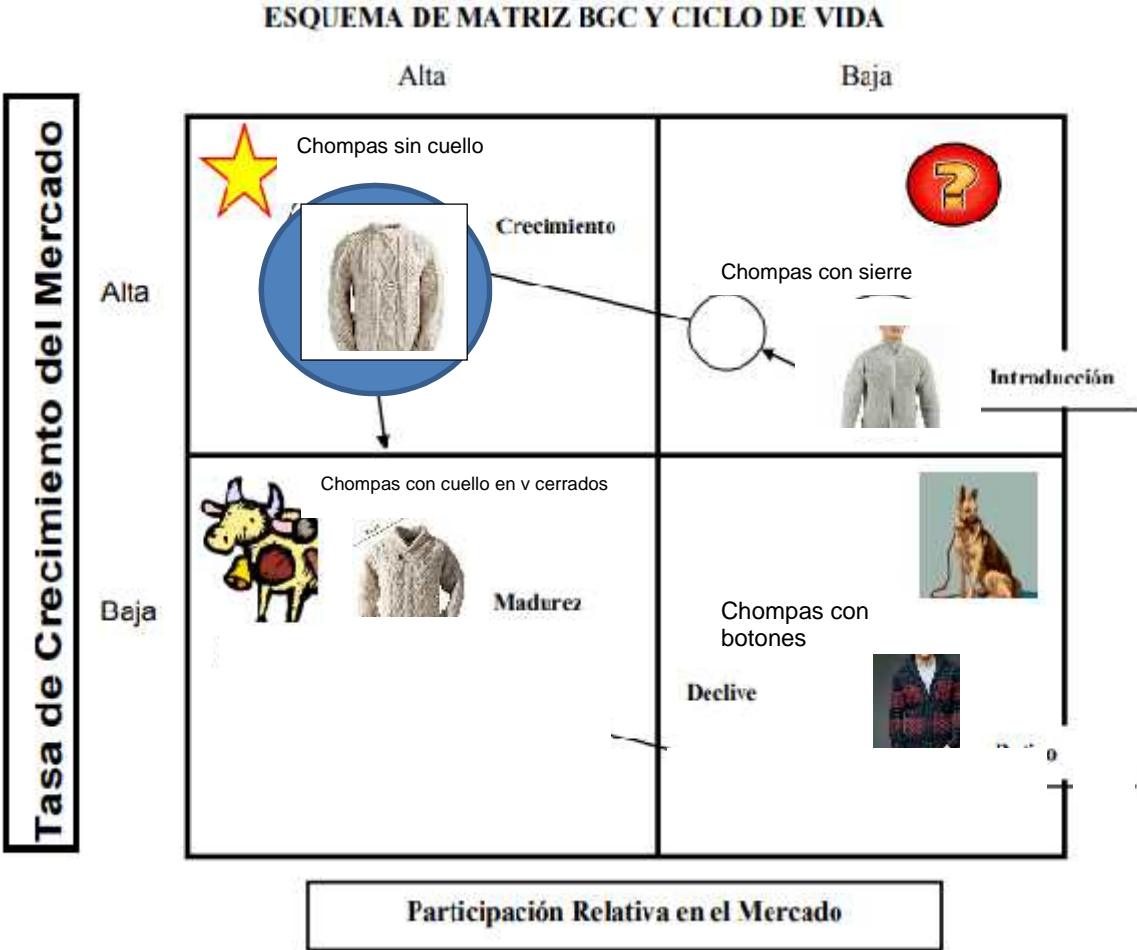 ESQUEMA DE MATRIZ BGC Y CICLO DE VIDA
Alta
Baja
Tasa de Crecimiento del Mercado
Alta
Chompas sin cuello
Crecimiento
?
Chompas con sierre
Introducción
Baja
Chompas con cuello en v cerrados
Madurez
Chompas con
botones
Declive
Participación Relativa en el Mercado